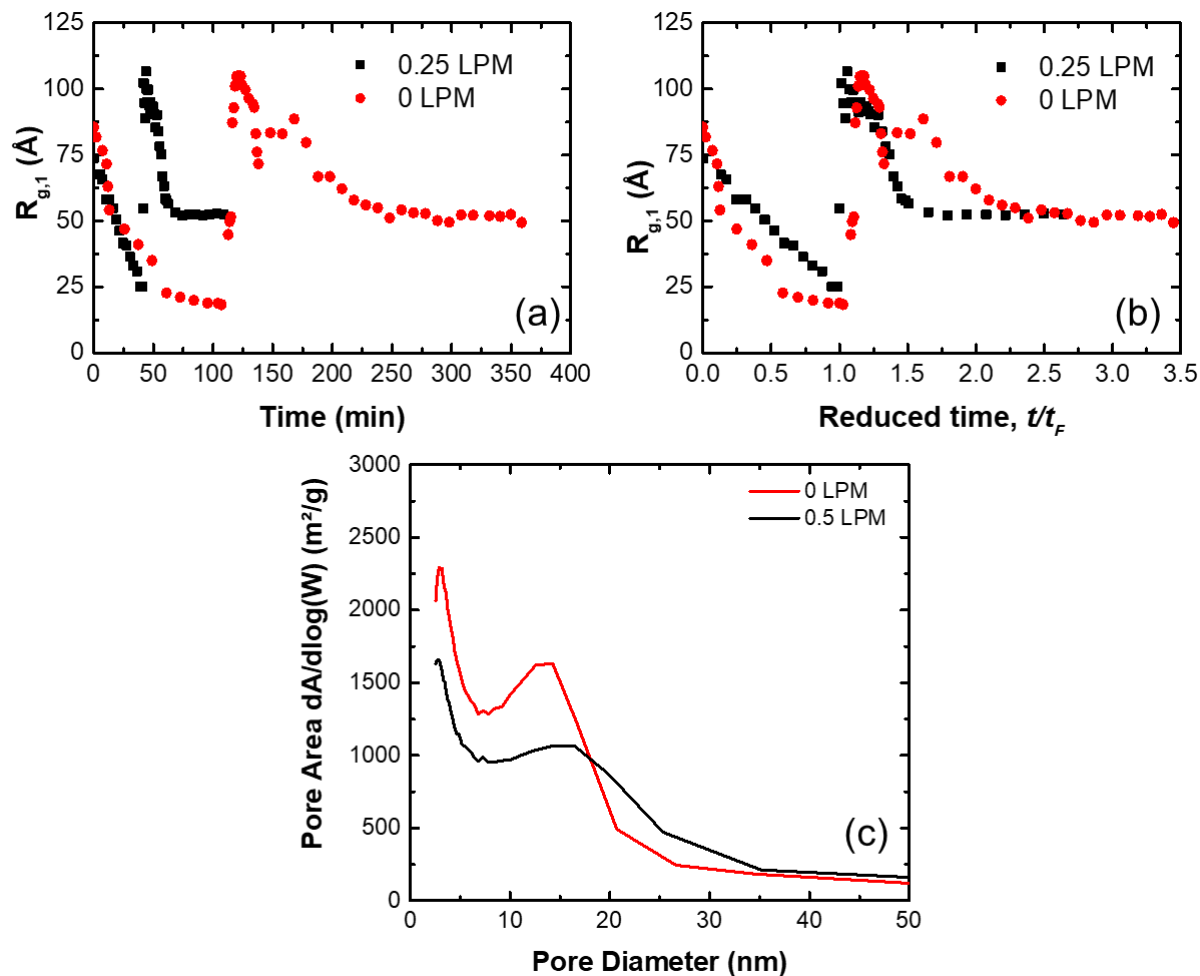 125
100
75
50
25
0
R_g,1 (Å)
0.25 LPM
0 LPM
(a)
0 50 100 150 200 250 300 350 400
Time (min)
125
100
75
50
25
0
R_g,1 (Å)
0.25 LPM
0 LPM
(b)
0.0 0.5 1.0 1.5 2.0 2.5 3.0 3.5
Reduced time, t/t_F
3000
2500
2000
1500
1000
500
0
Pore Area dA/dlog(W) (m²/g)
0 LPM
0.5 LPM
(c)
0 10 20 30 40 50
Pore Diameter (nm)